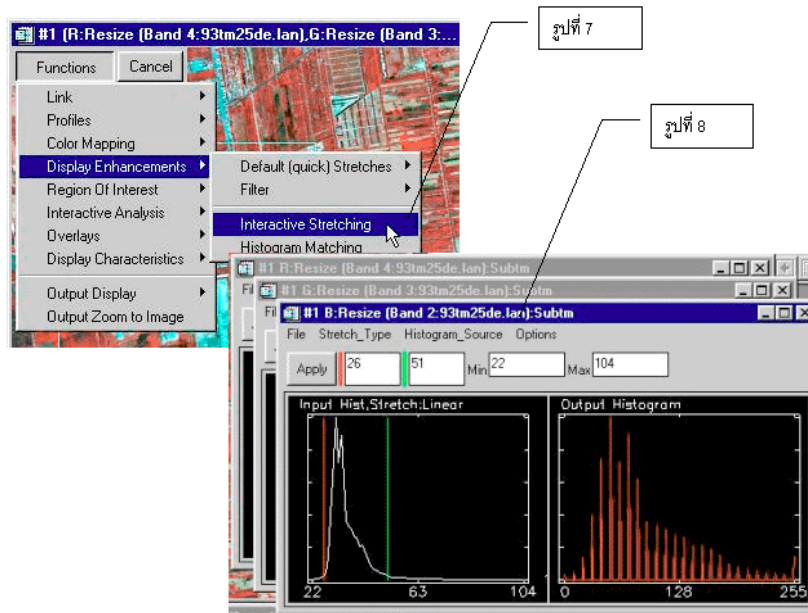 รูปที่ 7
#1 (R:Resize (Band 4:93tm25de.lan),G:Resize (Band 3:...
Functions Cancel
รูปที่ 8
Link
Profiles
Color Mapping
Display Enhancements
Default (quick) Stretches
Region Of Interest
Filter
Interactive Analysis
Interactive Stretching
Overlays
Histogram Matching
Display Characteristics
#1 R:Resize (Band 4:93tm25de.lan):Subtm
Output Display
#1 G:Resize (Band 3:93tm25de.lan):Subtm
Output Zoom to Image
#1 B:Resize (Band 2:93tm25de.lan):Subtm
File Stretch_Type Histogram_Source Options
Apply 26 51 Min 22 Max 104
Input Hist,Stretch:Linear Output Histogram
22 63 104 0 128 255